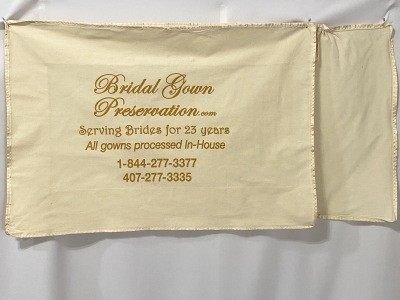 Bridal Gown
Preservation.com
Serving Brides for 23 years
All gowns processed In-House
1-844-277-3377
407-277-3335